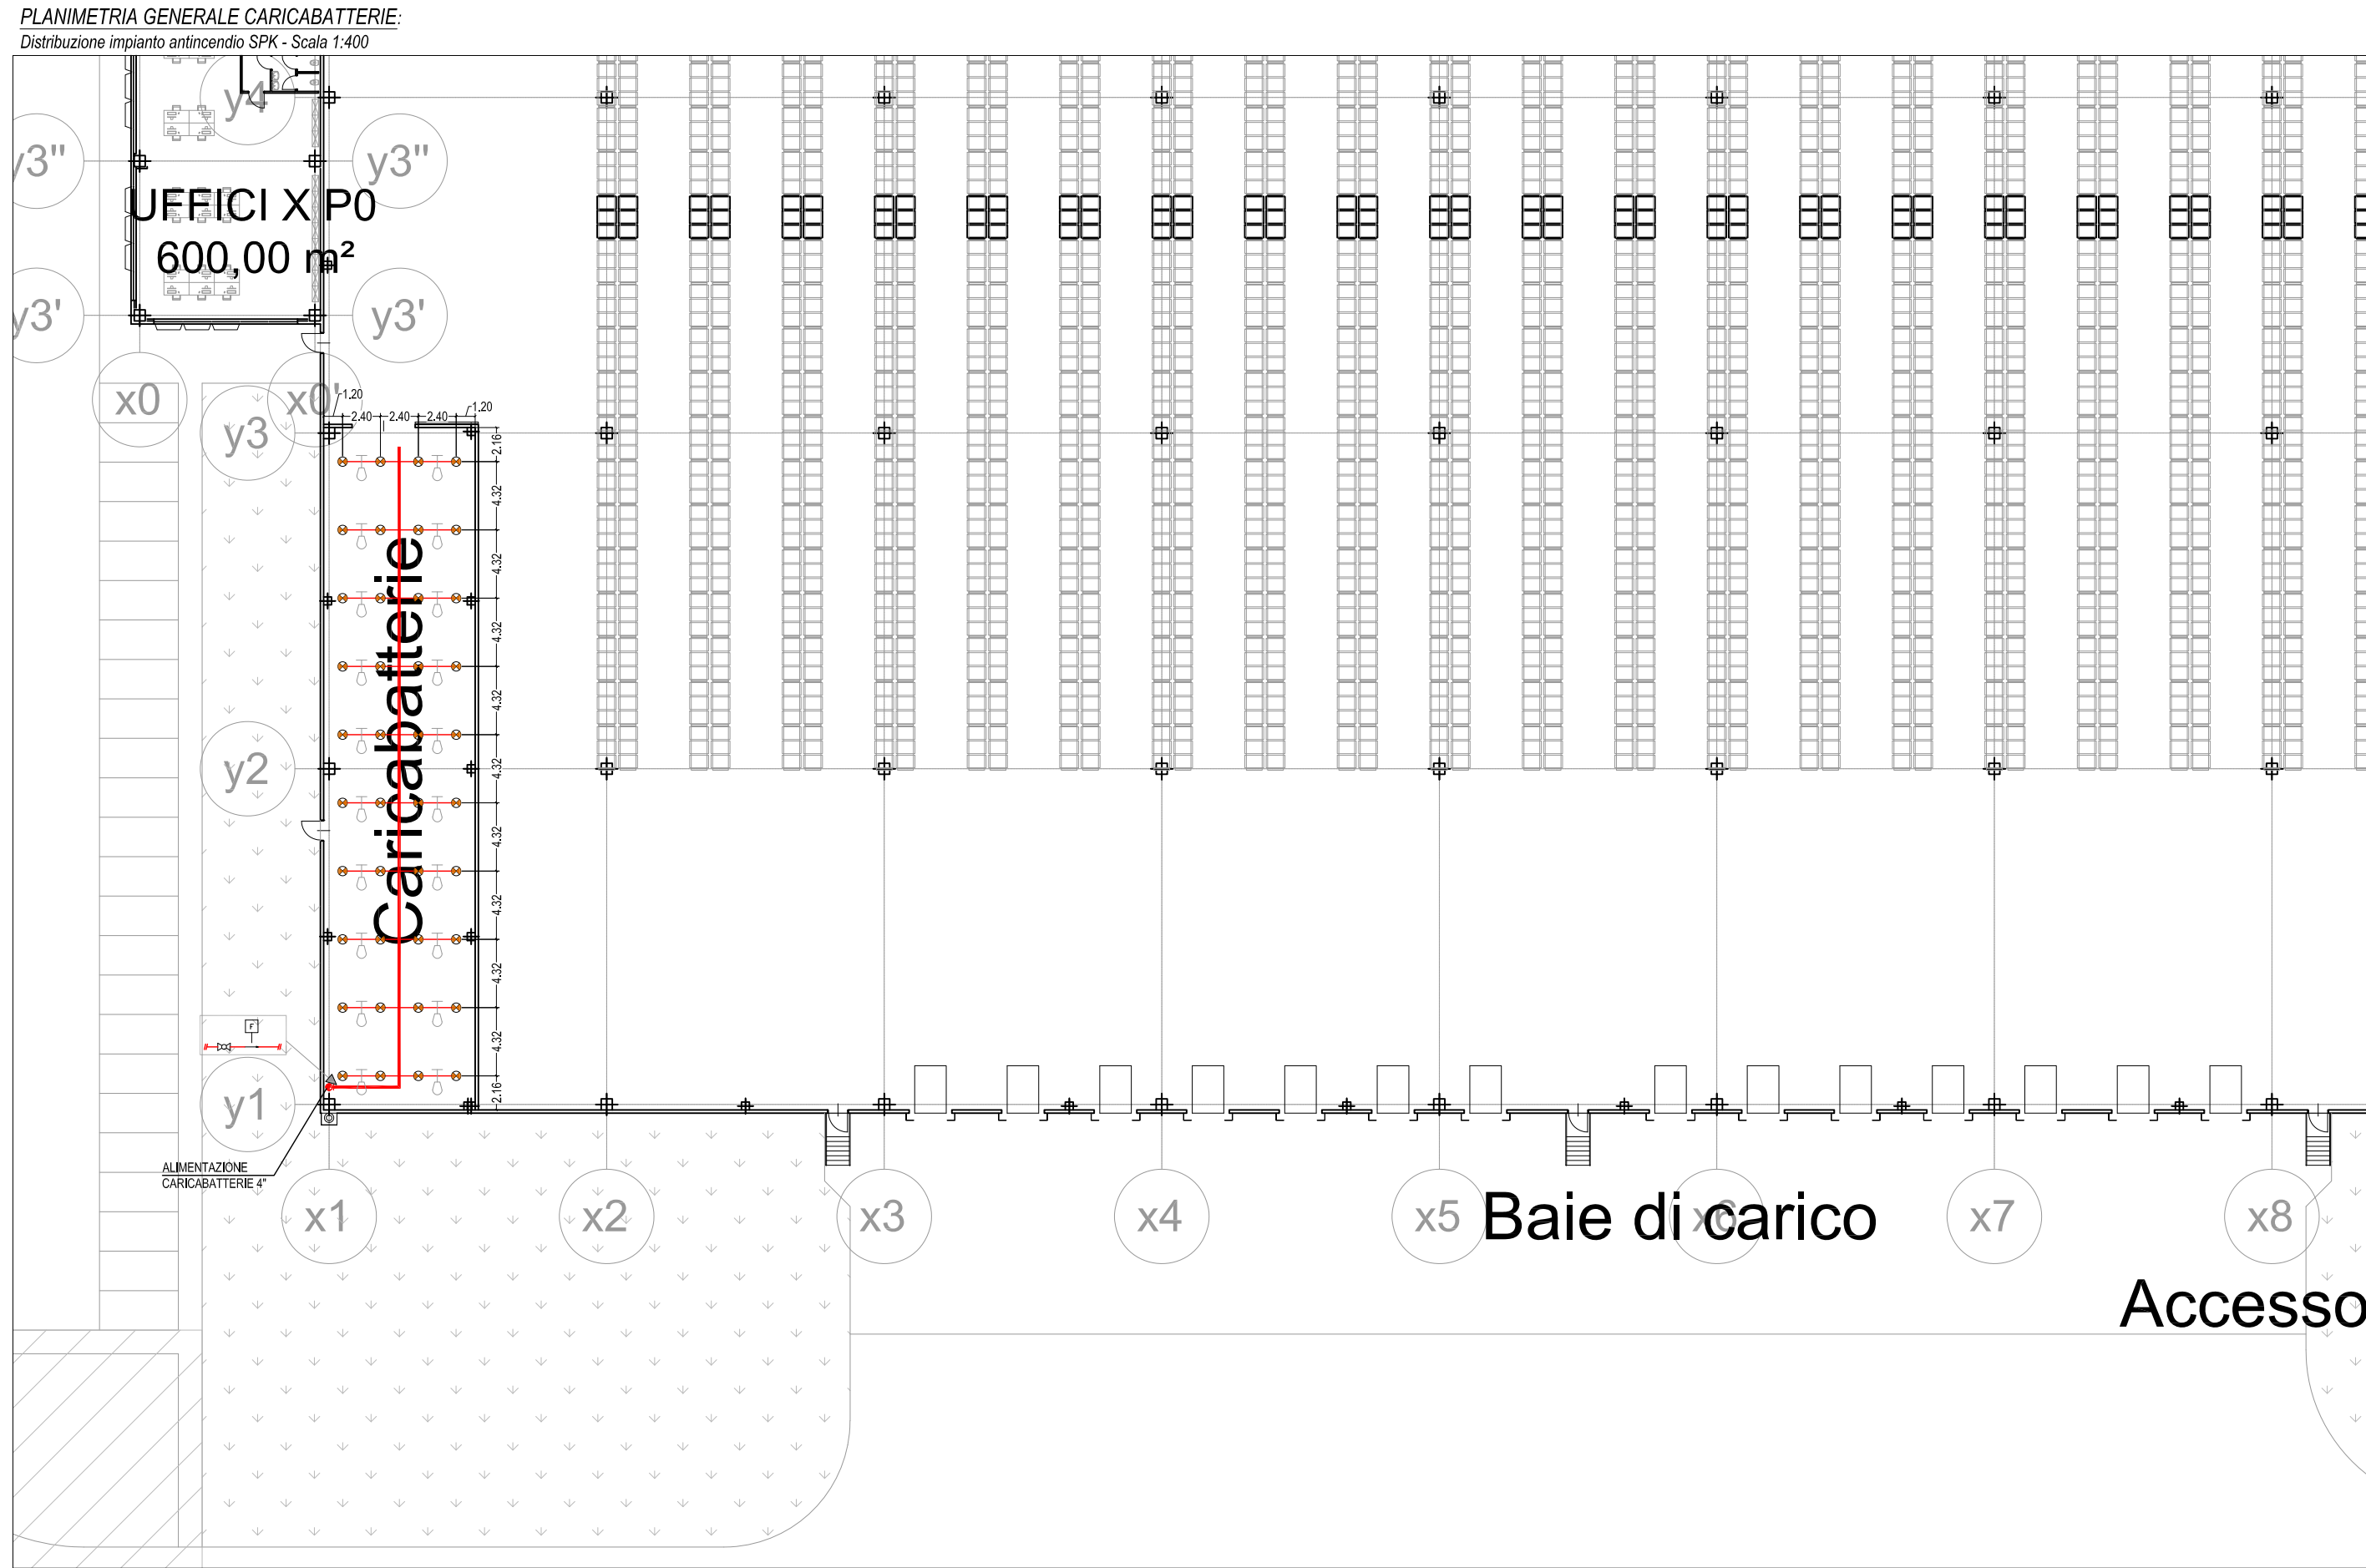 PLANIMETRIA GENERALE CARICABATTERIE:
Distribuzione impianto antincendio SPK - Scala 1:400
y4
y3"
y3"
UFFICI X P0
600,00 m²
y3'
y3'
x0
x0'
1.20
2.40
2.40
2.40
1.20
y3
2.16
4.32
4.32
4.32
4.32
4.32
4.32
4.32
4.32
4.32
2.16
Caricabatterie
y2
F
y1
ALIMENTAZIONE
CARICABATTERIE 4"
x1
x2
x3
x4
x5
x6
x7
x8
Baie di carico
Accesso